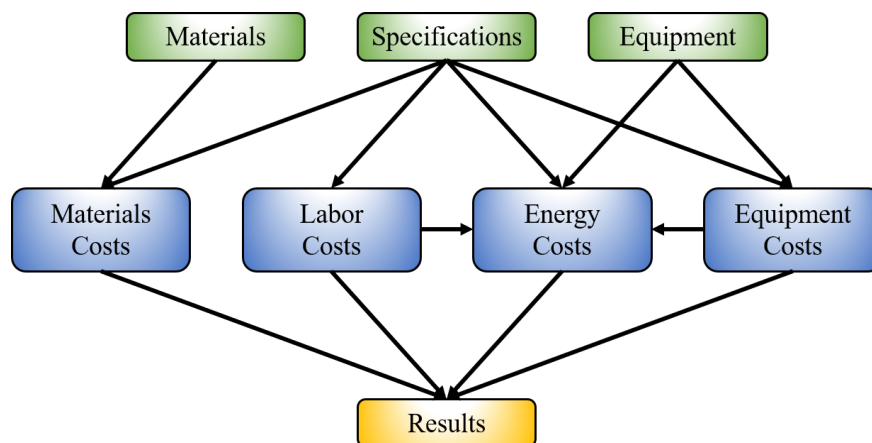 Materials
Specifications
Equipment
Materials
Costs
Labor
Costs
Energy
Costs
Equipment
Costs
Results